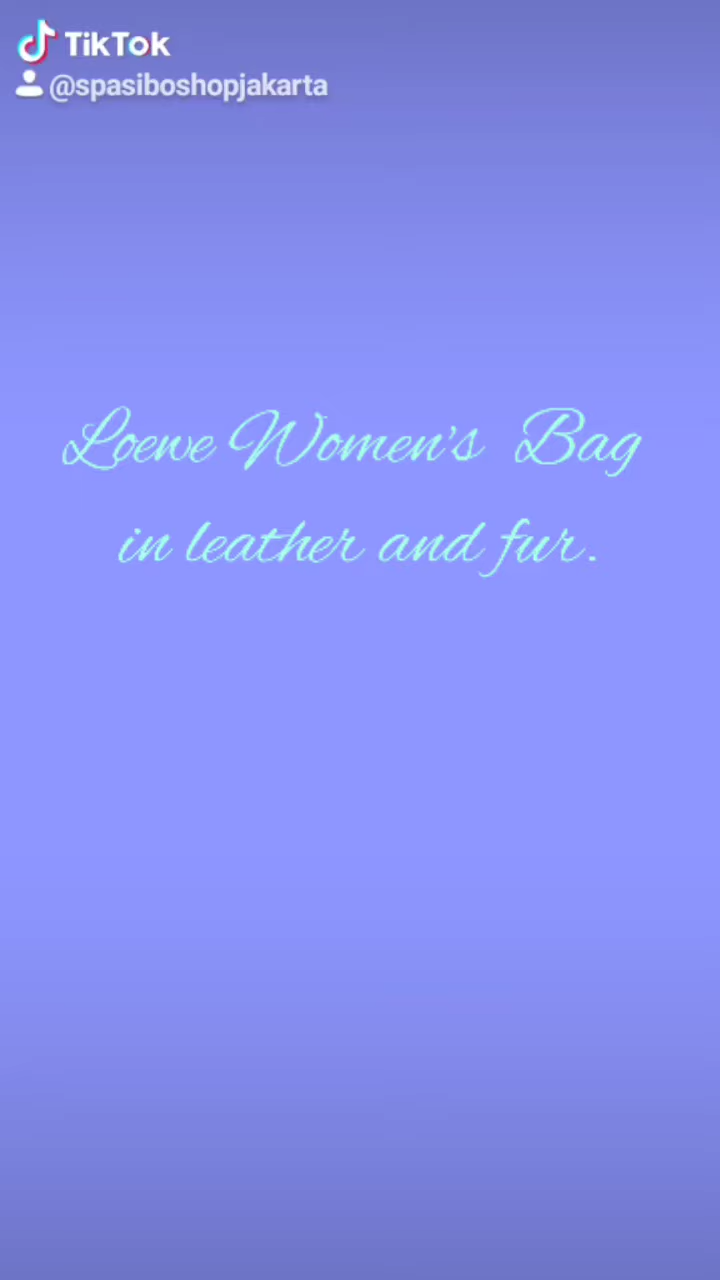 TikTok
@spasiboshopjakarta
Loewe Women's Bag
in leather and fur.